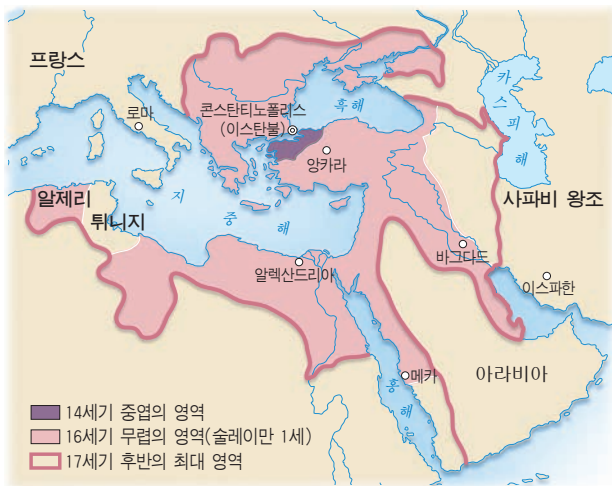 프랑스
로마
콘스탄티노폴리스
(이스탄불)
흑해
카스피해
앙카라
알제리
튀니지
지중해
사파비 왕조
바그다드
알렉산드리아
이스파한
메카
홍해
아라비아
14세기 중엽의 영역
16세기 무렵의 영역(술레이만 1세)
17세기 후반의 최대 영역